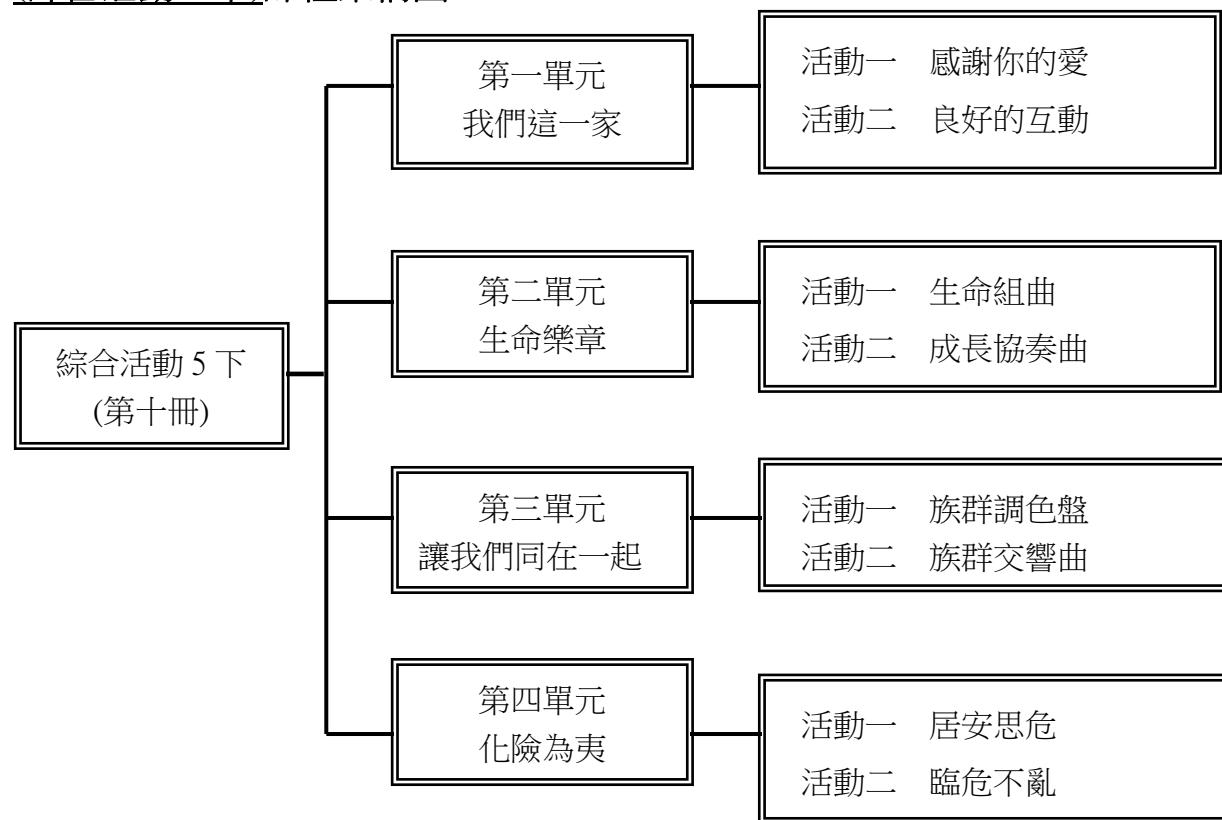 綜合活動 5 下
(第十冊)
第一單元
我們這一家
活動一　感謝你的愛
活動二　良好的互動
第二單元
生命樂章
活動一　生命組曲
活動二　成長協奏曲
第三單元
讓我們同在一起
活動一　族群調色盤
活動二　族群交響曲
第四單元
化險為夷
活動一　居安思危
活動二　臨危不亂